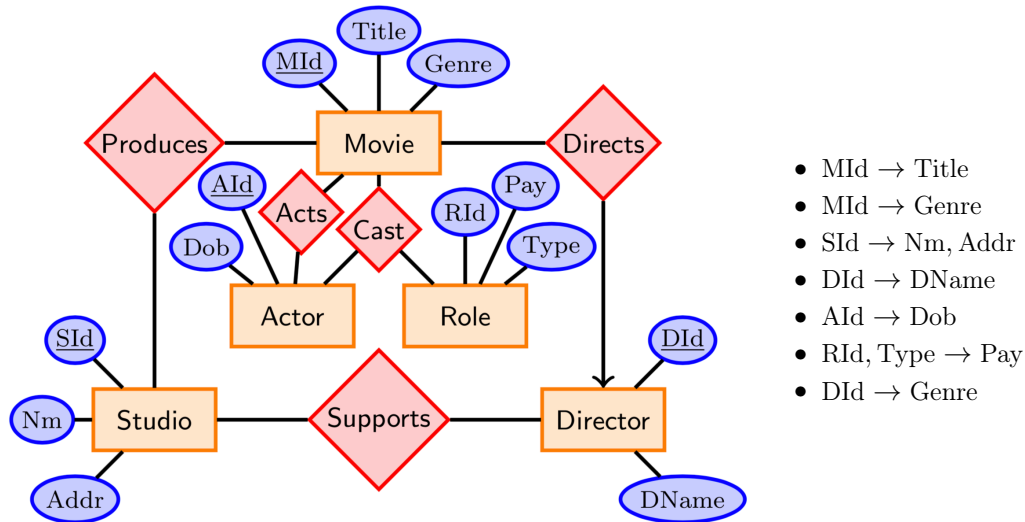 Title
MId
Genre
Produces
Movie
Directs
AId
Acts
Cast
RId
Pay
Dob
Type
Actor
Role
SId
DId
Nm
Studio
Supports
Director
Addr
DName
• MId → Title
• MId → Genre
• SId → Nm, Addr
• DId → DName
• AId → Dob
• RId, Type → Pay
• DId → Genre